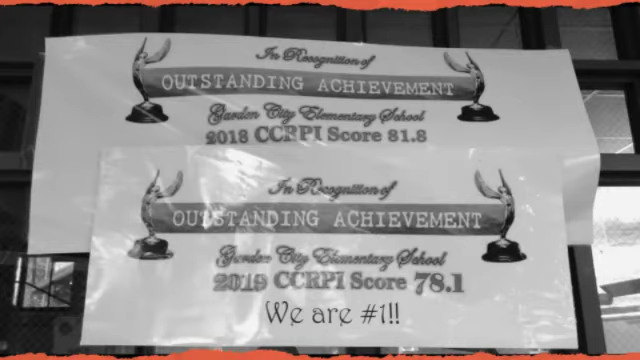 In Recognition of
OUTSTANDING ACHIEVEMENT
Garden City Elementary School
2018 CCRPI Score 81.8
In Recognition of
OUTSTANDING ACHIEVEMENT
Garden City Elementary School
2019 CCRPI Score 78.1
We are #1!!